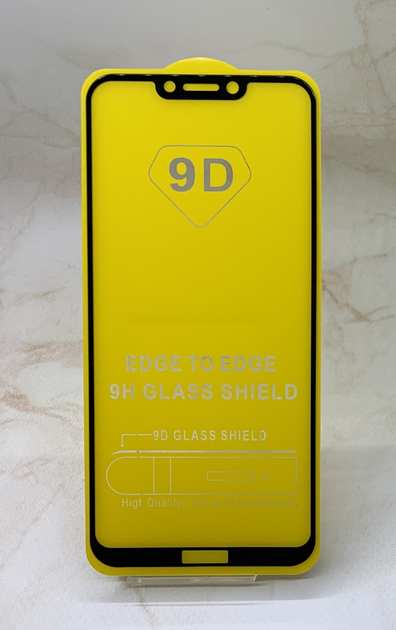 9D
EDGE TO EDGE
9H GLASS SHIELD
9D GLASS SHIELD
High Quality,